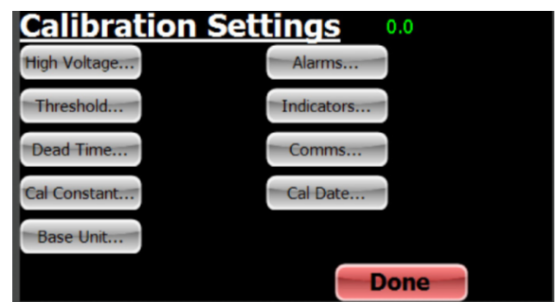 Calibration Settings 0.0
High Voltage... Alarms...
Threshold... Indicators...
Dead Time... Comms...
Cal Constant... Cal Date...
Base Unit...
Done